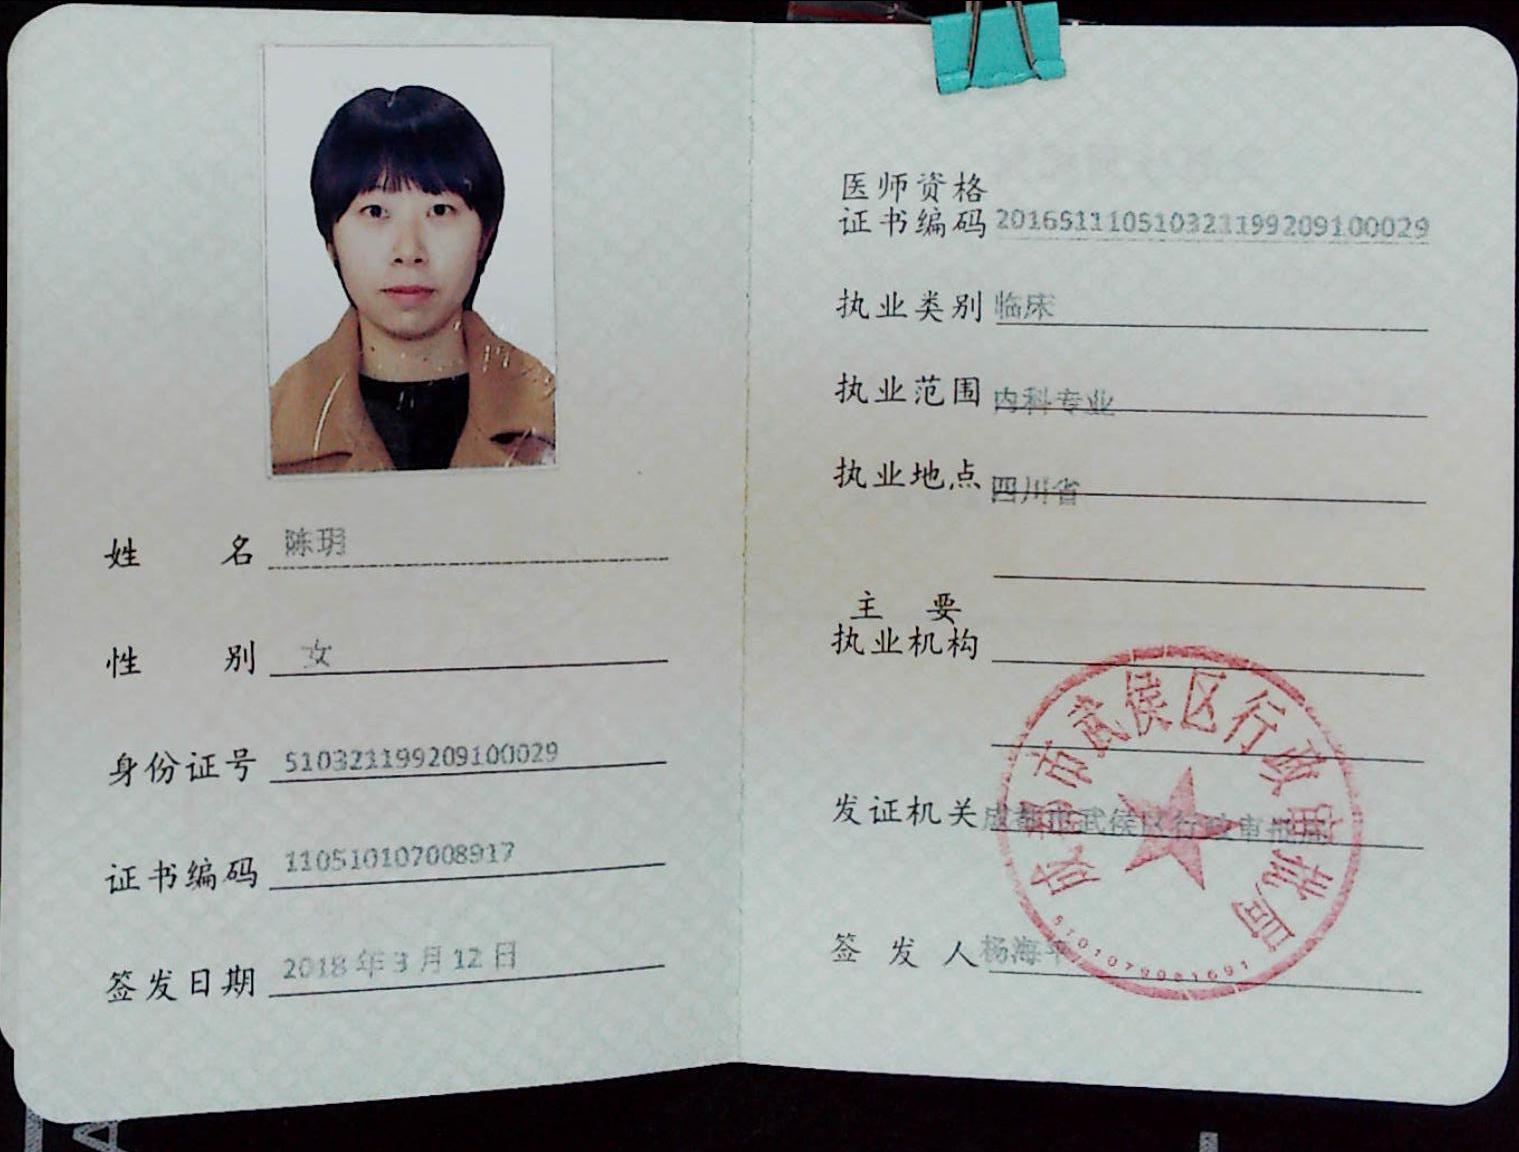 姓名 陈玥
性别 女
身份证号 510321199209100029
证书编码 110510107008917
签发日期 2018年3月12日
医师资格
证书编码 201651110510321199209100029
执业类别 临床
执业范围 内科专业
执业地点 四川省
主要
执业机构
发证机关 成都市武侯区行政审批局
签发人 杨海
成都市武侯区行政审批局